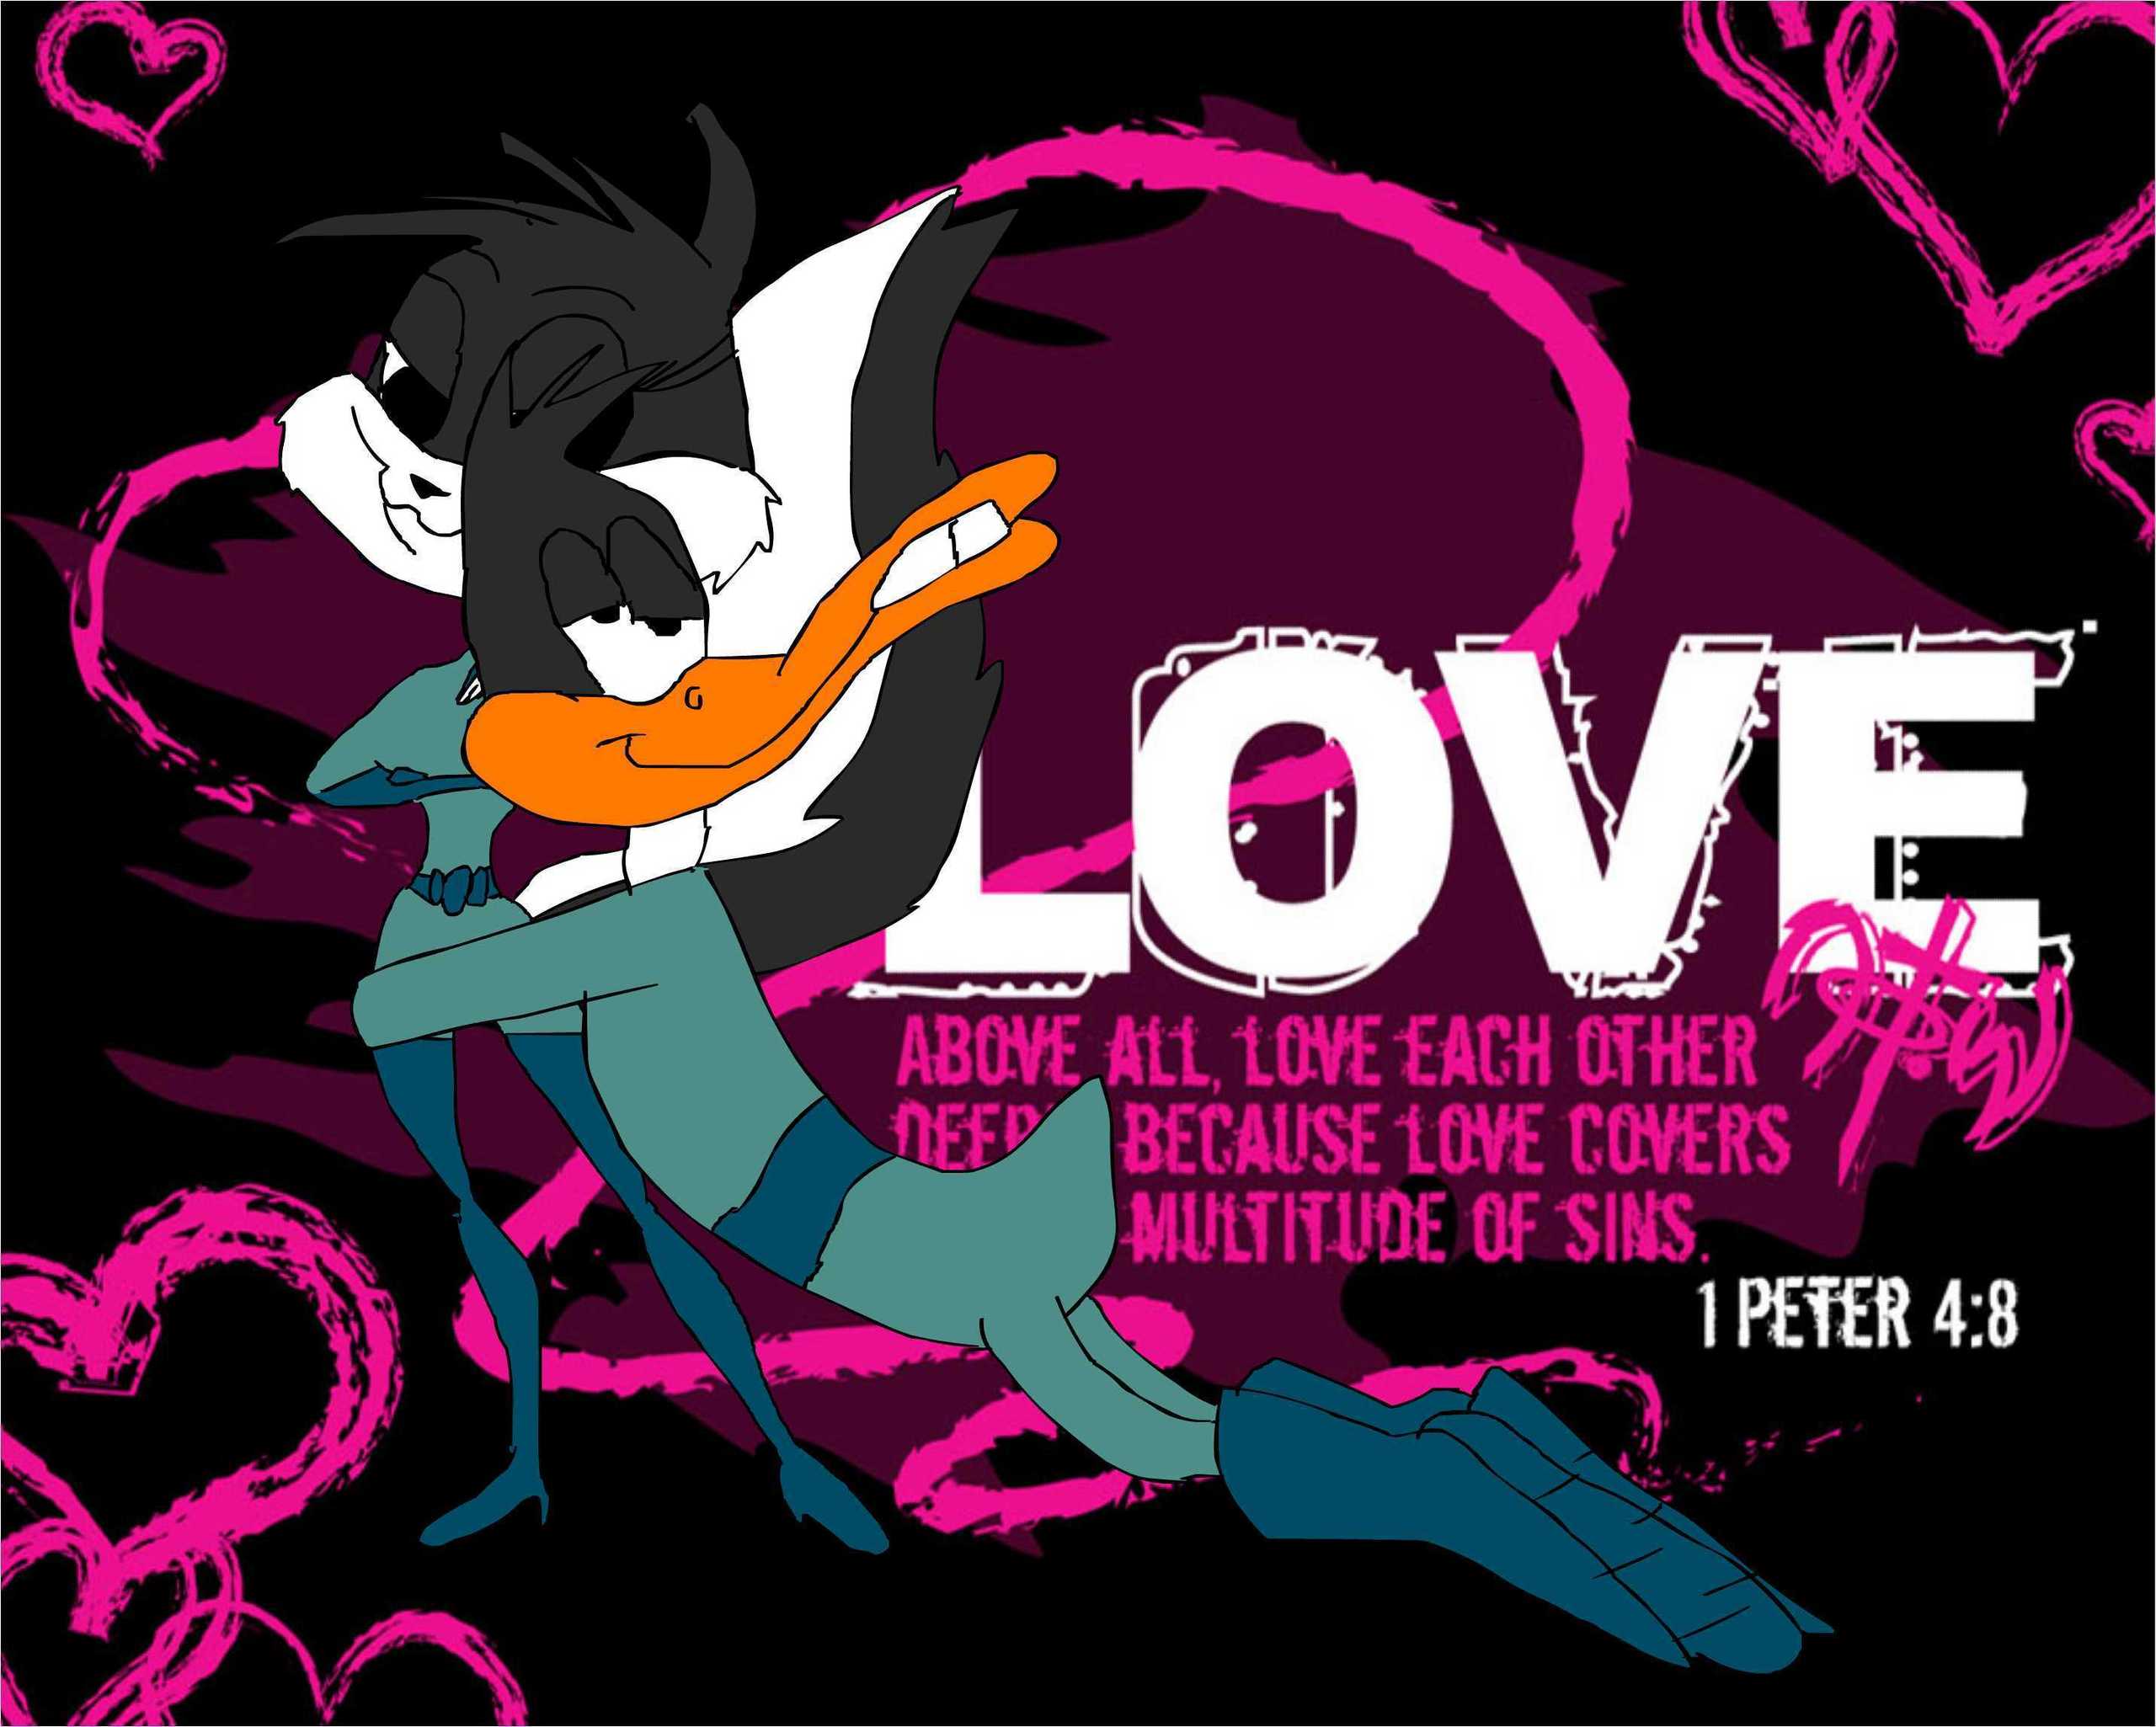 LOVE
ABOVE ALL, LOVE EACH OTHER
BECAUSE LOVE COVERS
MULTITUDE OF SINS.
1 PETER 4:8